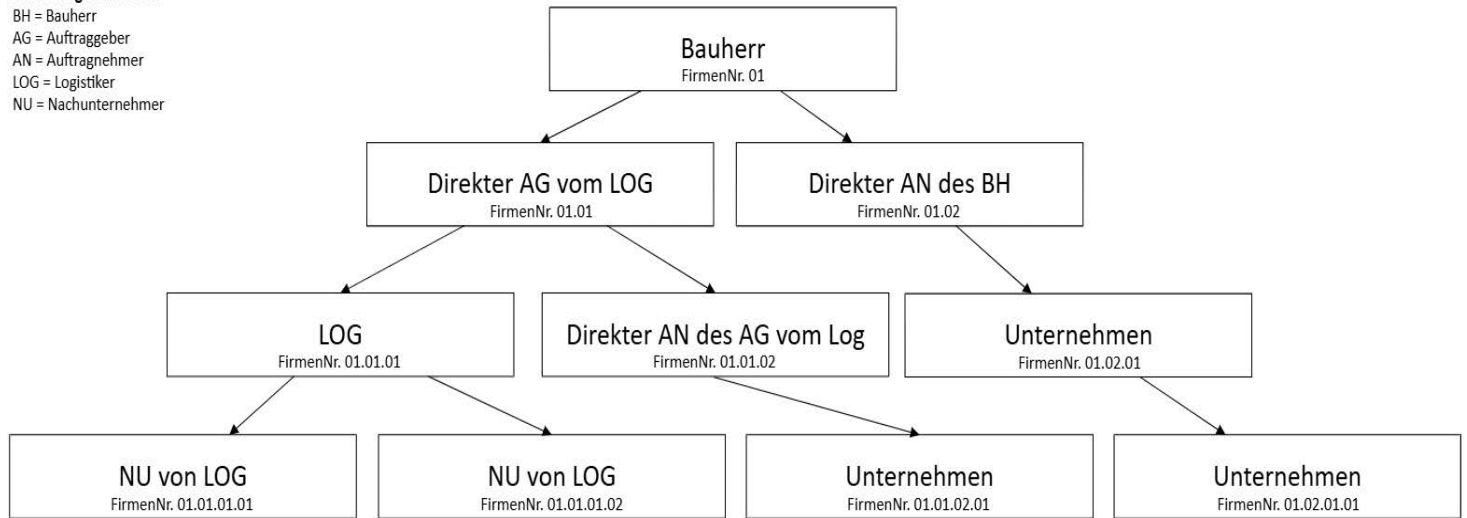 BH = Bauherr
AG = Auftraggeber
AN = Auftragnehmer
LOG = Logistiker
NU = Nachunternehmer
Bauherr
FirmenNr. 01
Direkter AG vom LOG
FirmenNr. 01.01
Direkter AN des BH
FirmenNr. 01.02
LOG
FirmenNr. 01.01.01
Direkter AN des AG vom Log
FirmenNr. 01.01.02
Unternehmen
FirmenNr. 01.02.01
NU von LOG
FirmenNr. 01.01.01.01
NU von LOG
FirmenNr. 01.01.01.02
Unternehmen
FirmenNr. 01.01.02.01
Unternehmen
FirmenNr. 01.02.01.01